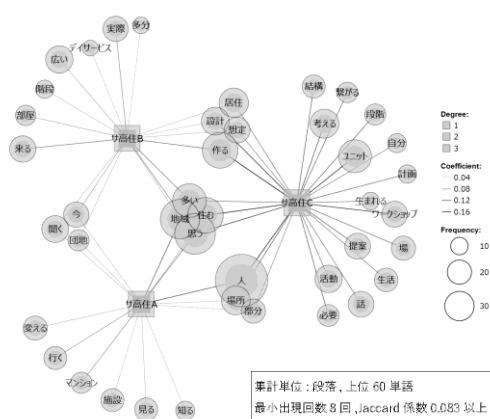 実際
多分
デイサービス
広い
階段
部屋
来る
サ高住B
居住
設計
想定
作る
結構
繋がる
考える
段階
ユニット
自分
計画
生まれる
ワークショップ
サ高住C
多い
地域
住む
思う
今
聞く
団地
提案
場
人
場所
部分
活動
生活
話
必要
サ高住A
変える
行く
マンション
施設
見る
知る
Degree:
1
2
3
Coefficient:
0.04
0.08
0.12
0.16
Frequency:
10
20
30
集計単位:段落, 上位 60 単語
最小出現回数 8 回 , Jaccard 係数 0.083 以上